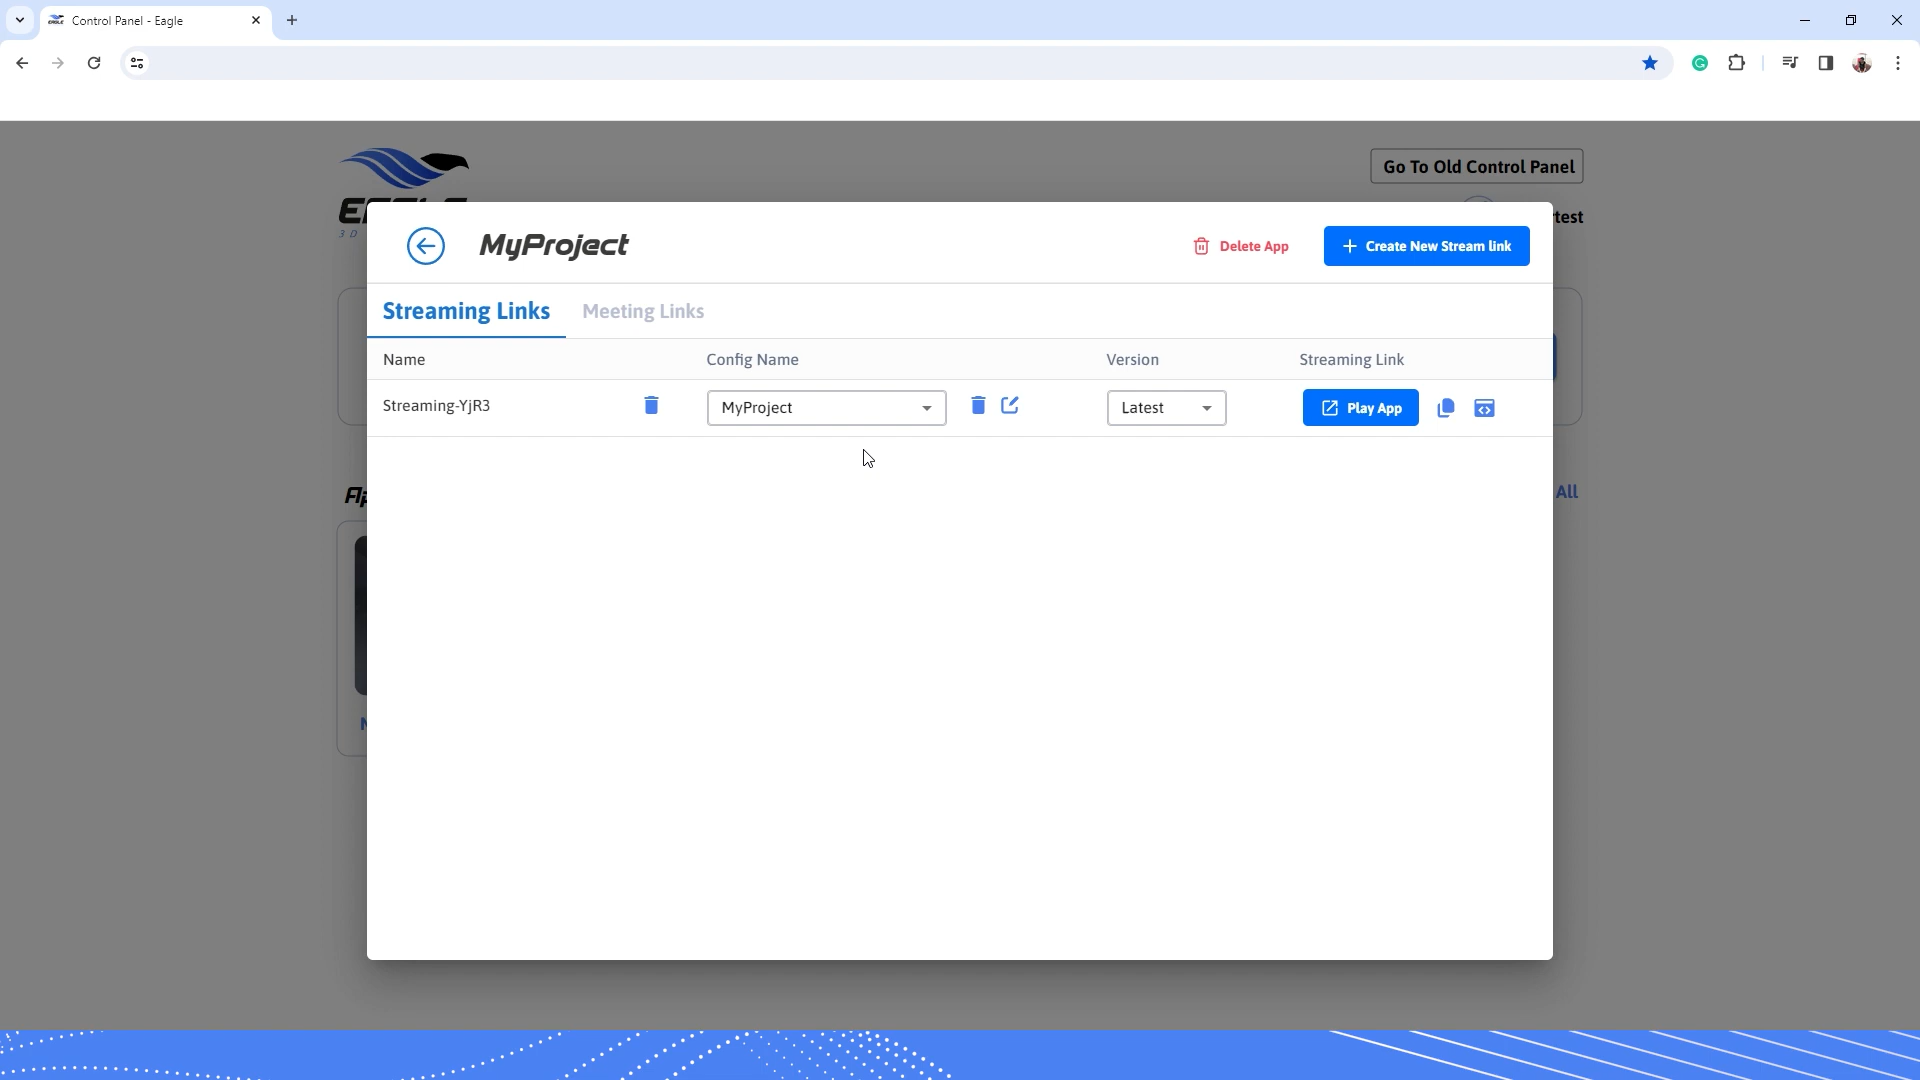 Control Panel - Eagle
Go To Old Control Panel
test
3 D
MyProject
Delete App
Create New Stream link
Streaming Links
Meeting Links
Name
Config Name
Version
Streaming Link
Streaming-YjR3
MyProject
Latest
Play App
All